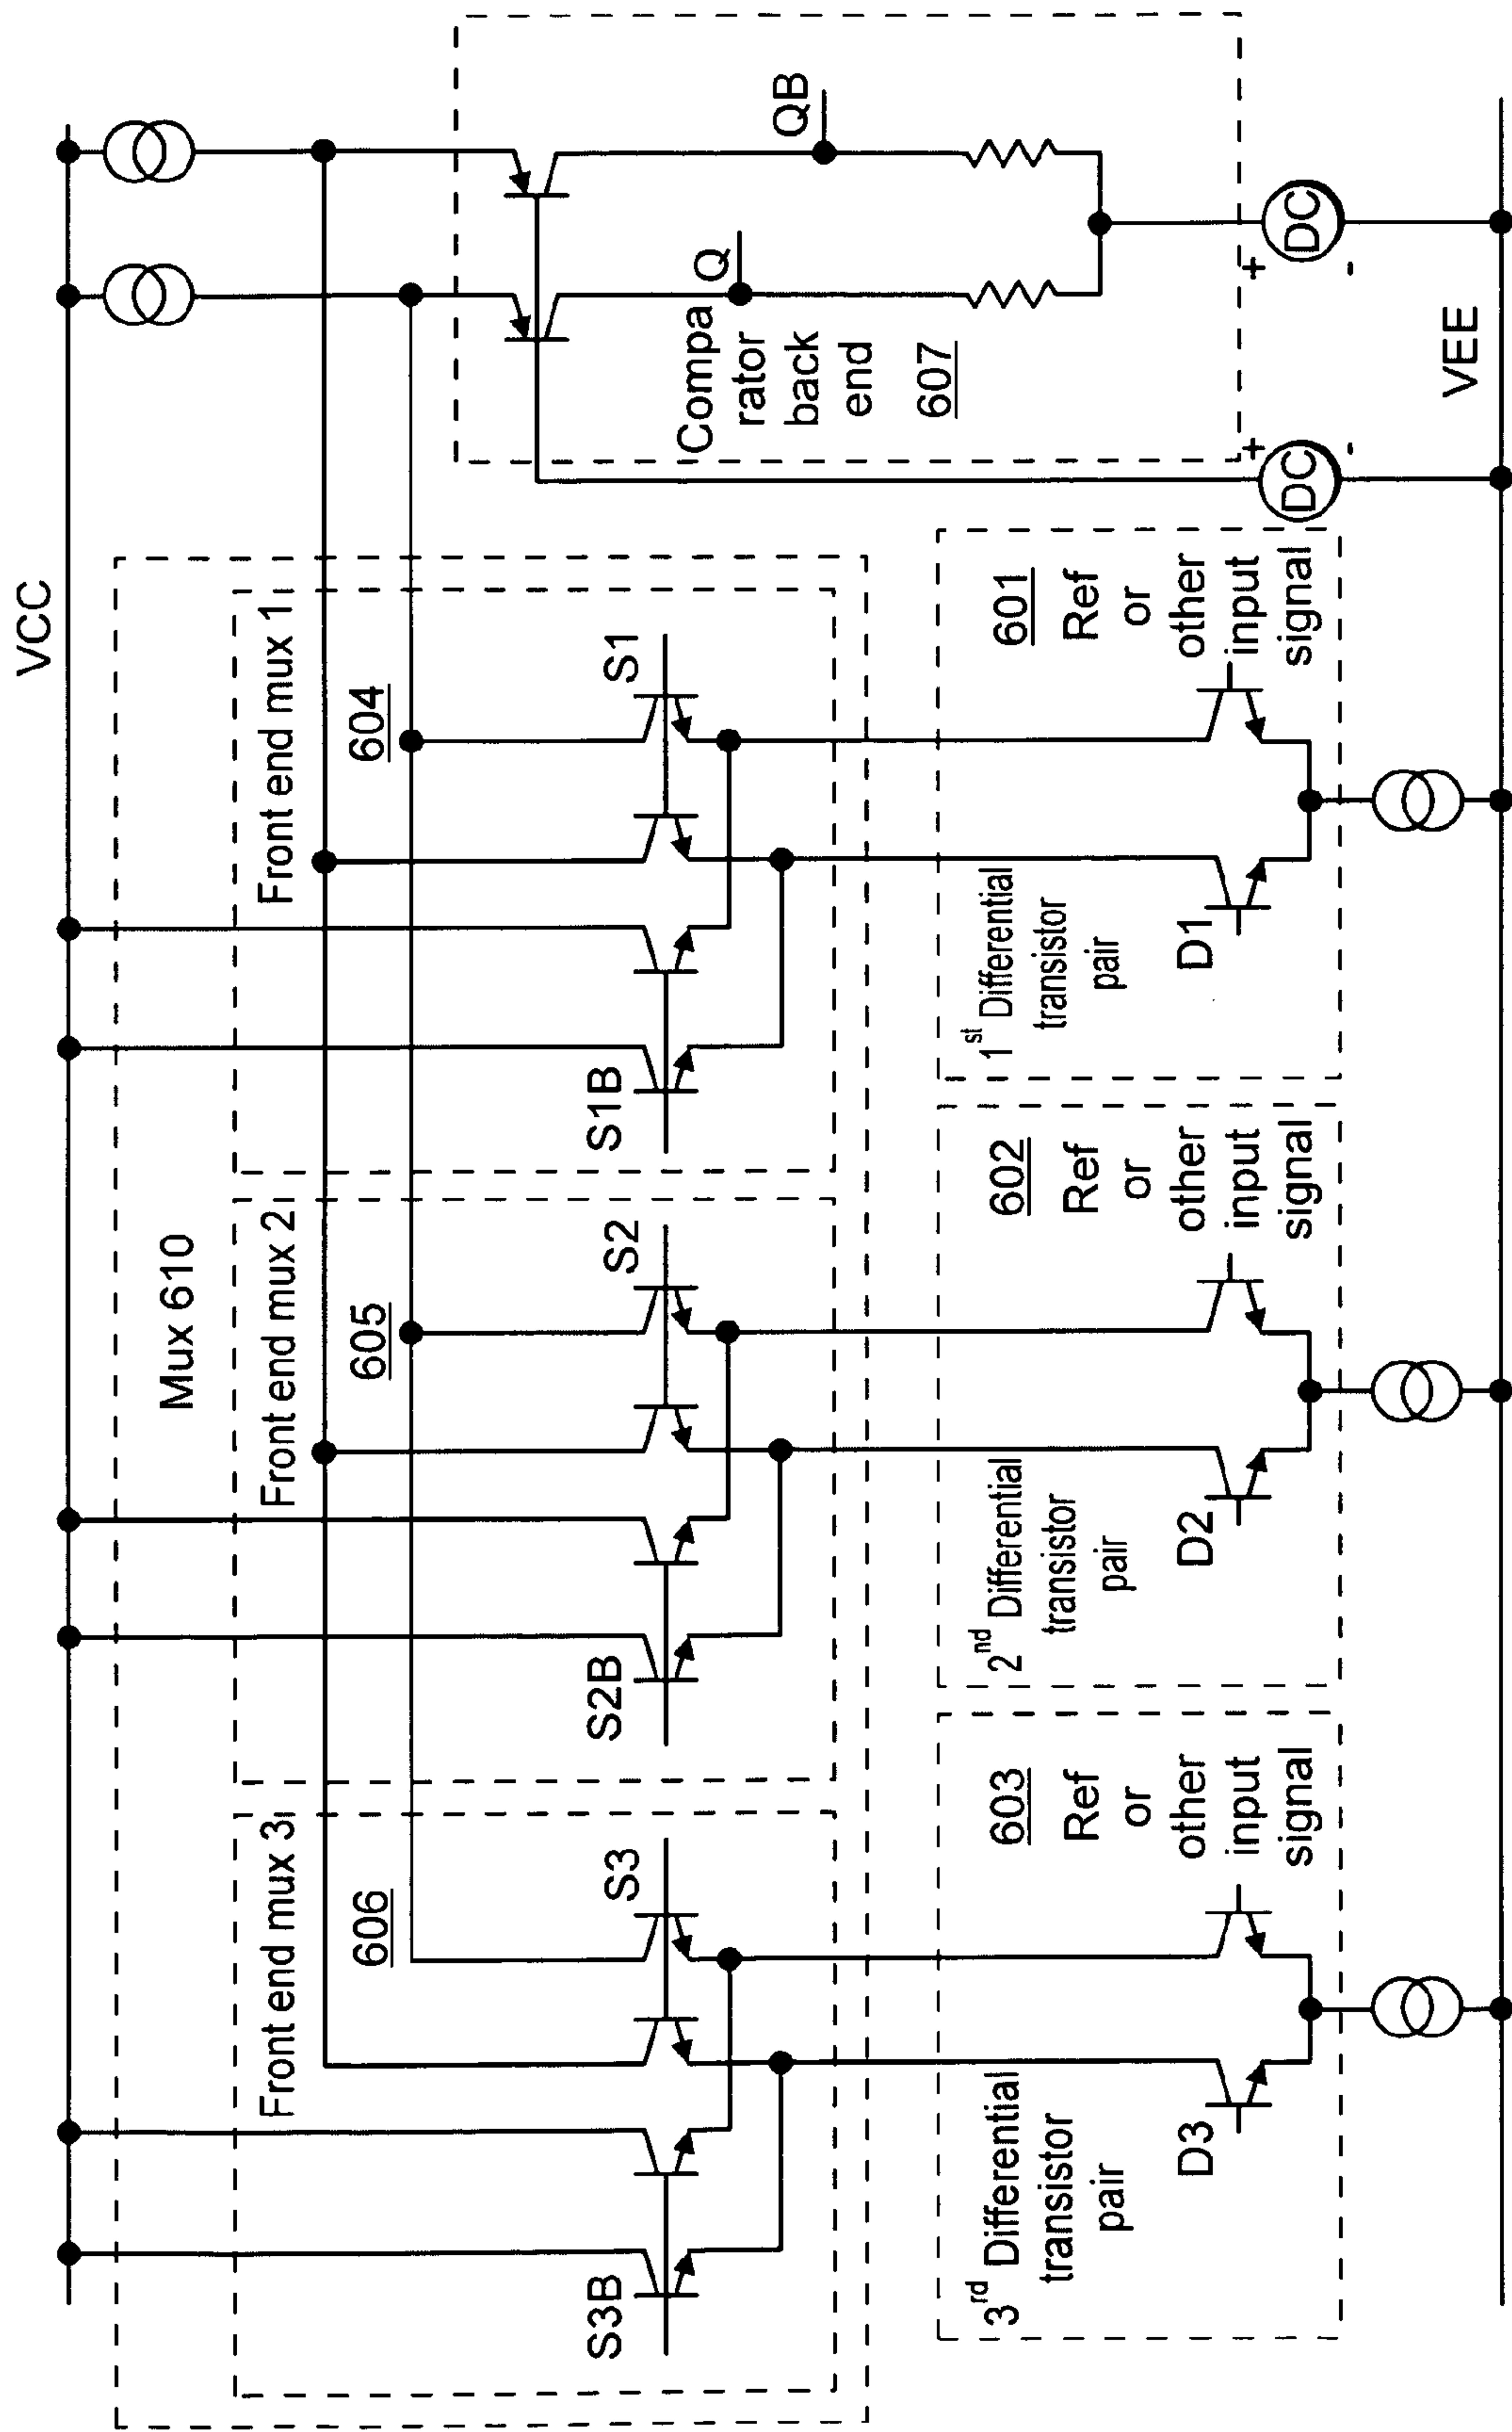 VCC
Mux 610
Front end mux 3
606
S3B
S3
Front end mux 2
605
S2B
S2
Front end mux 1
604
S1B
S1
Compa
rator
back
end
607
Q
QB
3rd Differential
transistor
pair
D3
603
Ref
or
other
input
signal
2nd Differential
transistor
pair
D2
602
Ref
or
other
input
signal
1st Differential
transistor
pair
D1
601
Ref
or
other
input
signal
+
DC
-
+
DC
-
VEE